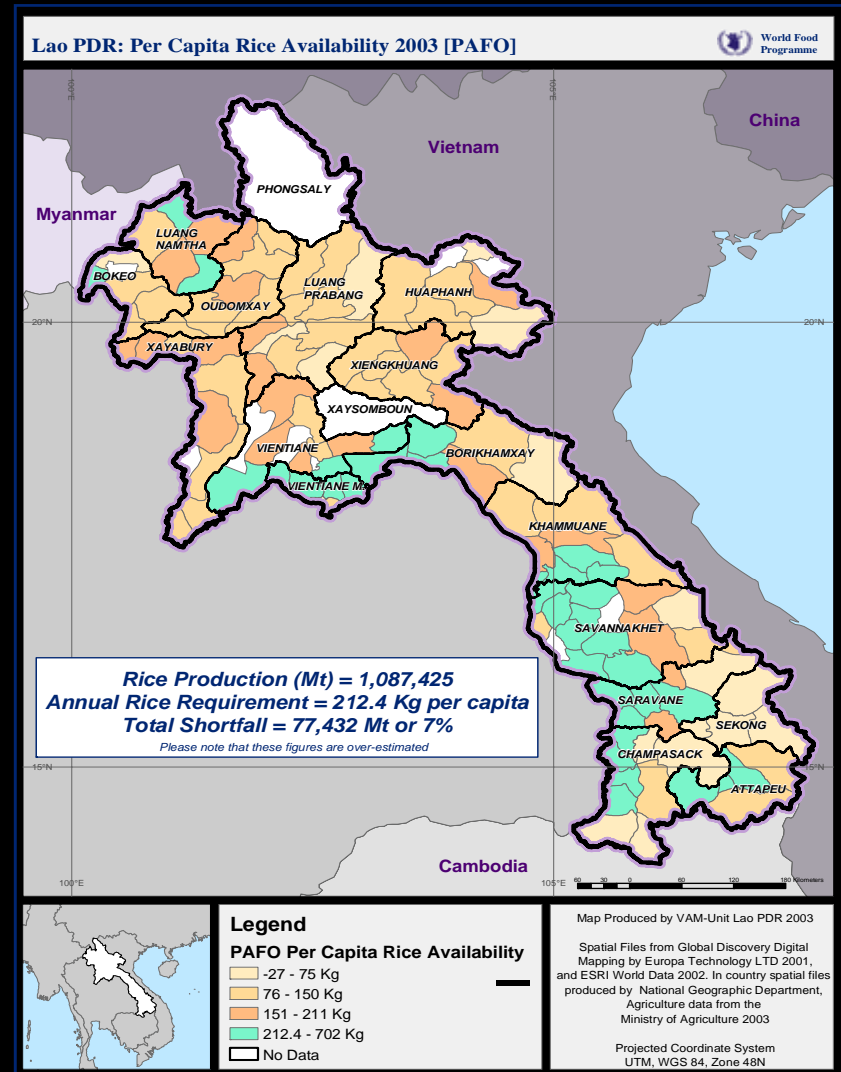 Lao PDR: Per Capita Rice Availability 2003 [PAFO]
World Food
Programme
100°E
105°E
China
Vietnam
PHONGSALY
Myanmar
LUANG
NAMTHA
BOKEO
LUANG
PRABANG
HUAPHANH
OUDOMXAY
20°N
20°N
XAYABURY
XIENGKHUANG
XAYSOMBOUN
VIENTIANE
BORIKHAMXAY
VIENTIANE M.
KHAMMUANE
SAVANNAKHET
Rice Production (Mt) = 1,087,425
Annual Rice Requirement = 212.4 Kg per capita
Total Shortfall = 77,432 Mt or 7%
Please note that these figures are over-estimated
SARAVANE
SEKONG
CHAMPASACK
15°N
15°N
ATTAPEU
Cambodia
100°E
105°E
60 30 0 60 120 180 Kilometers
Legend
PAFO Per Capita Rice Availability
-27 - 75 Kg
76 - 150 Kg
151 - 211 Kg
212.4 - 702 Kg
No Data
Map Produced by VAM-Unit Lao PDR 2003
Spatial Files from Global Discovery Digital
Mapping by Europa Technology LTD 2001,
and ESRI World Data 2002. In country spatial files
produced by National Geographic Department,
Agriculture data from the
Ministry of Agriculture 2003
Projected Coordinate System
UTM, WGS 84, Zone 48N